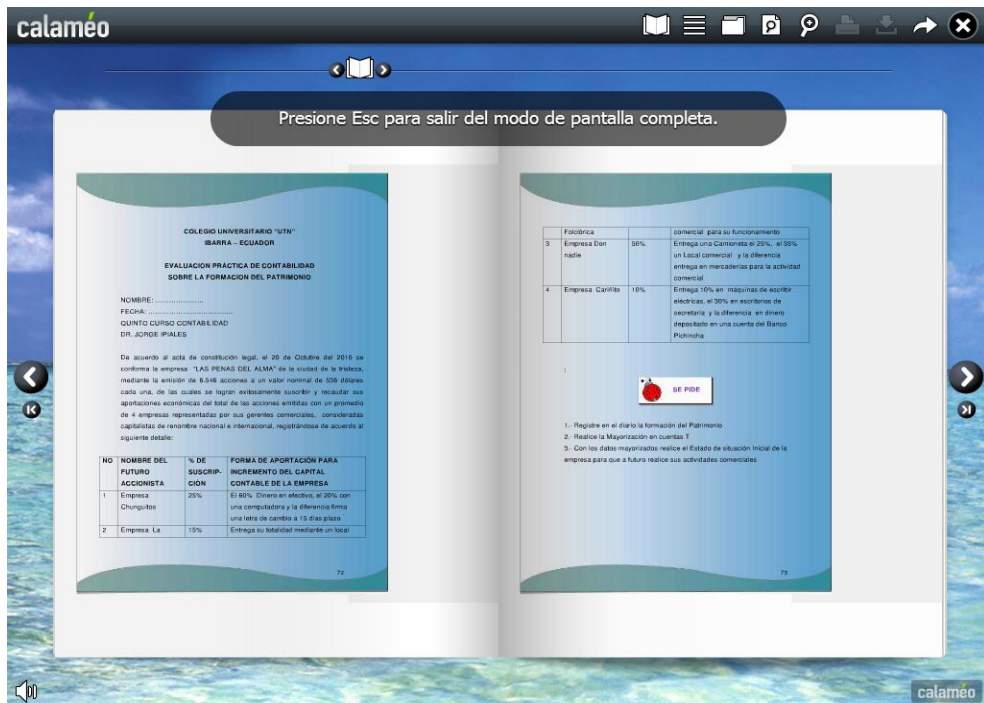 calaméo
Presione Esc para salir del modo de pantalla completa.
COLEGIO UNIVERSITARIO "UTN"
IBARRA – ECUADOR
EVALUACION PRÁCTICA DE CONTABILIDAD
SOBRE LA FORMACION DEL PATRIMONIO
NOMBRE: ......................
FECHA: ......................................
QUINTO CURSO CONTABILIDAD
DR. JORGE IPIALES
De acuerdo al acta de constitución legal, el 20 de Octubre del 2010 se
conforma la empresa "LAS PENAS DEL ALMA" de la ciudad de la tristeza,
mediante la emisión de 6.546 acciones a un valor nominal de 536 dólares
cada una, de las cuales se logran exitosamente suscribir y recaudar sus
aportaciones económicas del total de las acciones emitidas con un promedio
de 4 empresas representadas por sus gerentes comerciales, consideradas
capitalistas de renombre nacional e internacional, registrándose de acuerdo al
siguiente detalle:
NO NOMBRE DEL % DE FORMA DE APORTACIÓN PARA
FUTURO SUSCRIP- INCREMENTO DEL CAPITAL
ACCIONISTA CIÓN CONTABLE DE LA EMPRESA
1 Empresa 25% El 60% Dinero en efectivo, el 20% con
Chunguitos una computadora y la diferencia firma
una letra de cambio a 15 días plazo
2 Empresa La 15% Entrega su totalidad mediante un local
72
Folclórica comercial para su funcionamiento
3 Empresa Don 50% Entrega una Camioneta el 25%, el 35%
nadie un Local comercial y la diferencia
entrega en mercaderías para la actividad
comercial
4 Empresa Cariñito 10% Entrega 10% en máquinas de escribir
eléctricas, el 30% en escritorios de
secretaría y la diferencia en dinero
depositado en una cuenta del Banco
Pichincha
SE PIDE
1.- Registre en el diario la formación del Patrimonio
2.- Realice la Mayorización en cuentas T
3.- Con los datos mayorizados realice el Estado de situación Inicial de la
empresa para que a futuro realice sus actividades comerciales
73
calaméo